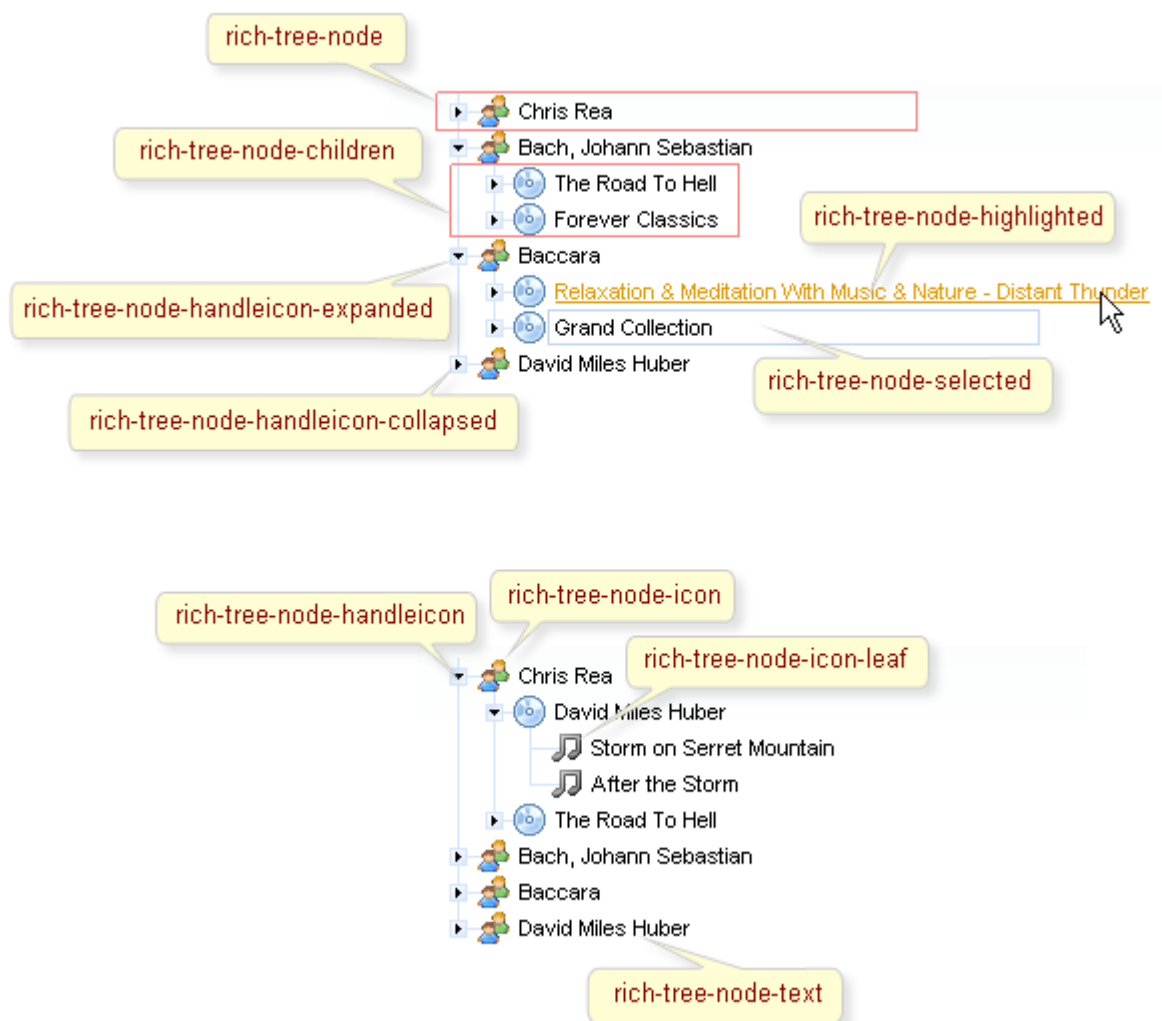 rich-tree-node
Chris Rea
rich-tree-node-children
Bach, Johann Sebastian
The Road To Hell
Forever Classics
rich-tree-node-highlighted
Baccara
rich-tree-node-handleicon-expanded
Relaxation & Meditation With Music & Nature - Distant Thunder
Grand Collection
David Miles Huber
rich-tree-node-selected
rich-tree-node-handleicon-collapsed
rich-tree-node-handleicon
rich-tree-node-icon
rich-tree-node-icon-leaf
Chris Rea
David Miles Huber
Storm on Serret Mountain
After the Storm
The Road To Hell
Bach, Johann Sebastian
Baccara
David Miles Huber
rich-tree-node-text